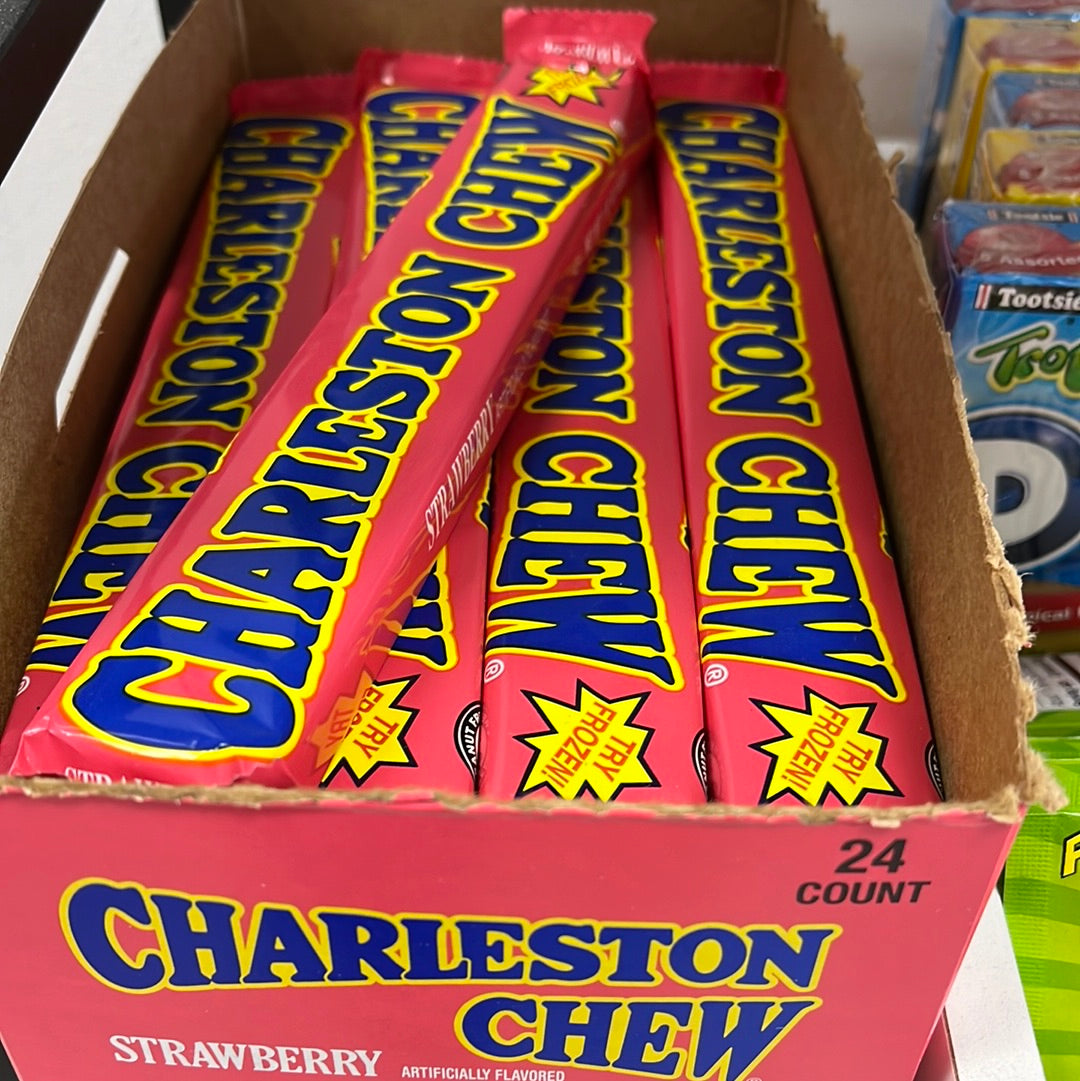 CHARLESTON CHEW
CHARLESTON CHEW
STRAWBERRY
CHARLESTON CHEW
TRY
FROZEN!
CHEW
TRY
FROZEN!
CHARLESTON CHEW
TRY
FROZEN!
24
COUNT
CHARLESTON
CHEW
STRAWBERRY
ARTIFICIALLY FLAVORED
Tootsie